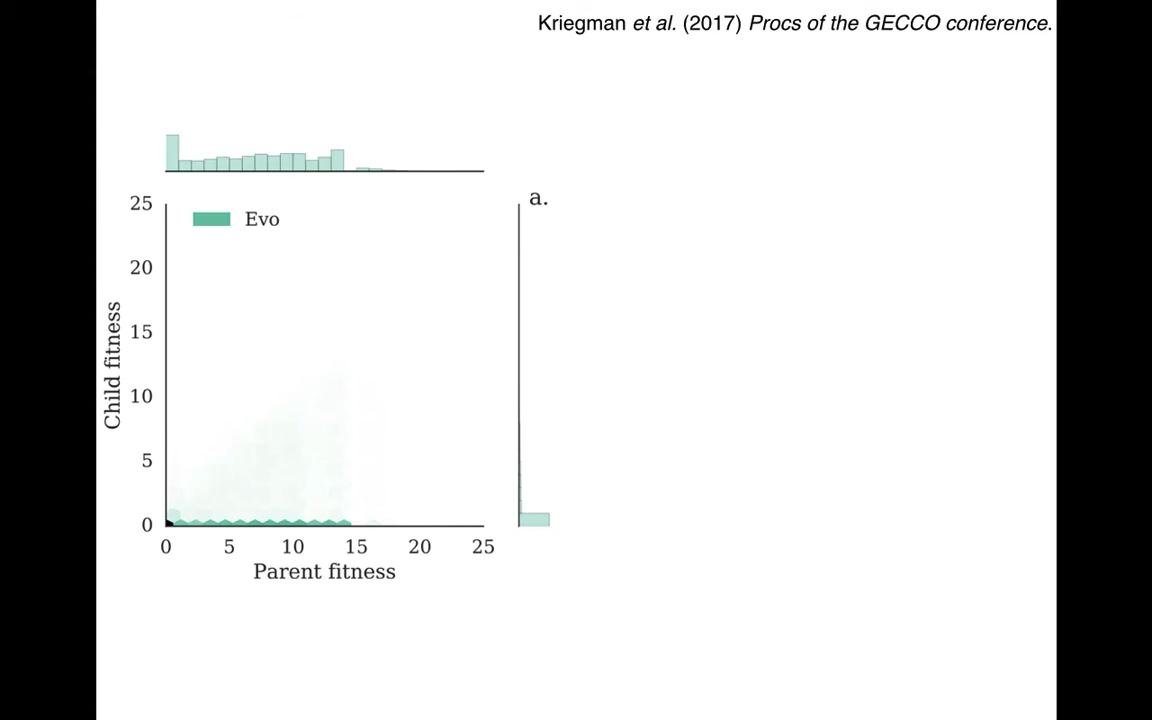 Kriegman et al. (2017) Procs of the GECCO conference.
a.
25
Evo
20
15
10
5
0
Child fitness
0 5 10 15 20 25
Parent fitness